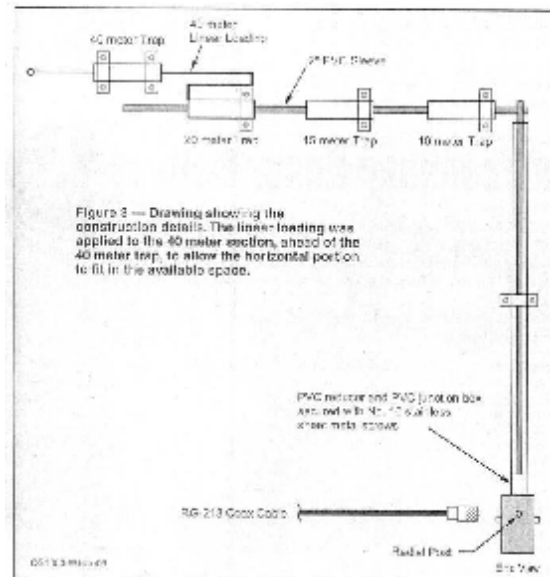 40 meter Trap
40 meter
Linear Loading
2" PVC Sleeve
20 meter Trap
15 meter Trap
10 meter Trap
Figure 3 — Drawing showing the
construction details. The linear loading was
applied to the 40 meter section, ahead of the
40 meter trap, to allow the horizontal portion
to fit in the available space.
PVC reducer and PVC junction box
secured with No. 10 stainless
sheet metal screws
RG-213 Coax Cable
Radial Post
End View